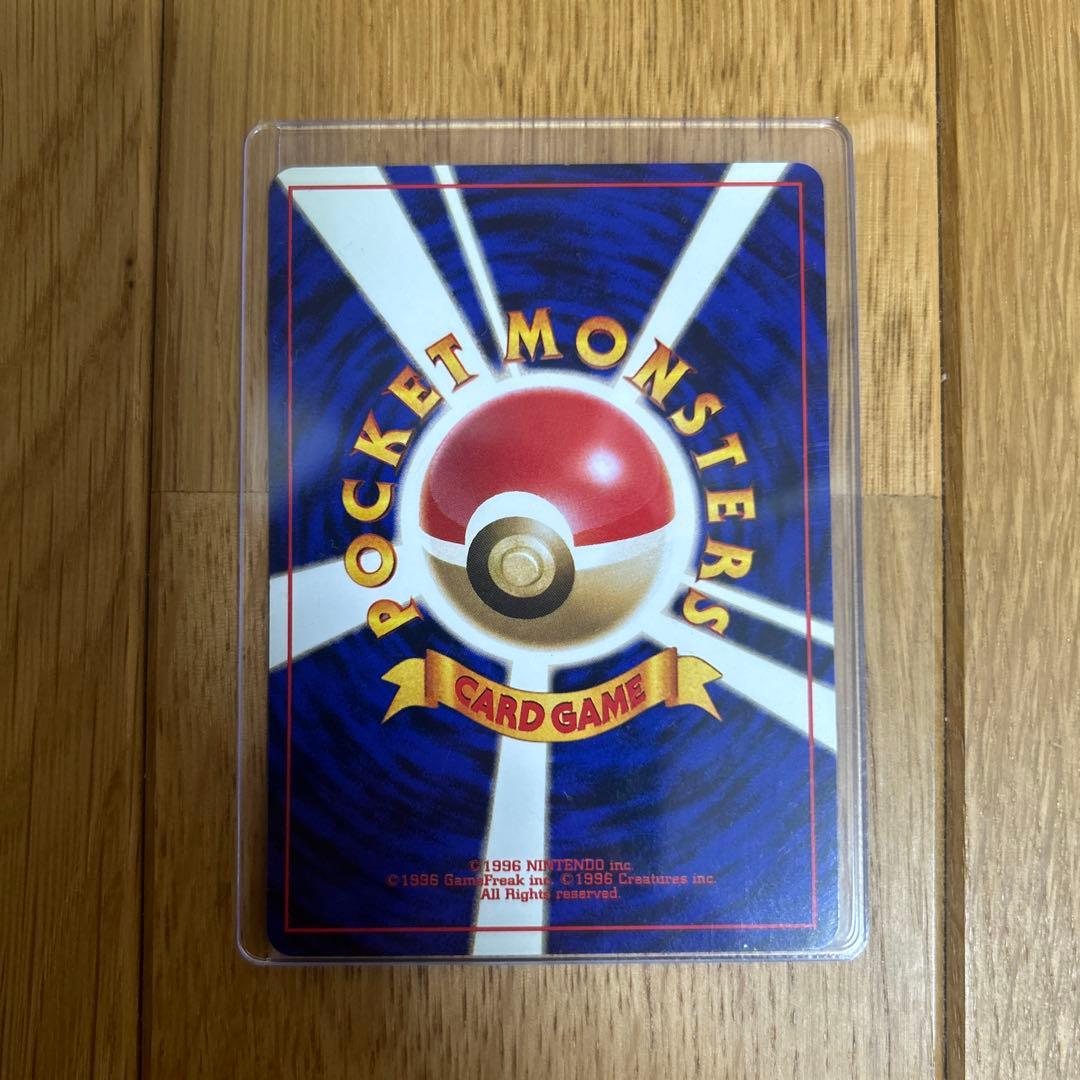 POCKET MONSTERS
CARD GAME
©1996 NINTENDO inc.
©1996 GameFreak inc. ©1996 Creatures inc.
All Rights reserved.